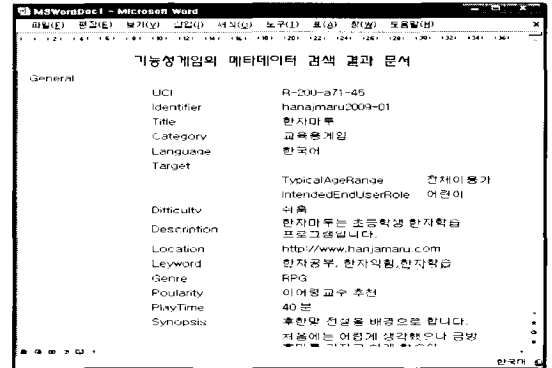 MSWordDoc1 - Microsoft Word
파일(F) 편집(E) 보기(V) 삽입(I) 서식(O) 도구(T) 표(A) 창(W) 도움말(H)
기능성게임의 메타데이터 검색 결과 문서
General
UCI R-200-a71-45
Identifier hanajmaru2009-01
Title 한자마루
Category 교육용게임
Language 한국어
Target
TypicalAgeRange 전체이용가
IntendedEndUserRole 어린이
Difficulty 쉬움
Description 한자마루는 초등학생 한자학습
프로그램입니다.
Location http://www.hanjamaru.com
Leyword 한자공부, 한자익힘,한자학습
Genre RPG
Poularity 이어령교수 추천
PlayTime 40 분
Synopsis 후한말 전설을 배경으로 합니다.
처음에는 어렵게 생각했으나 금방
한국어